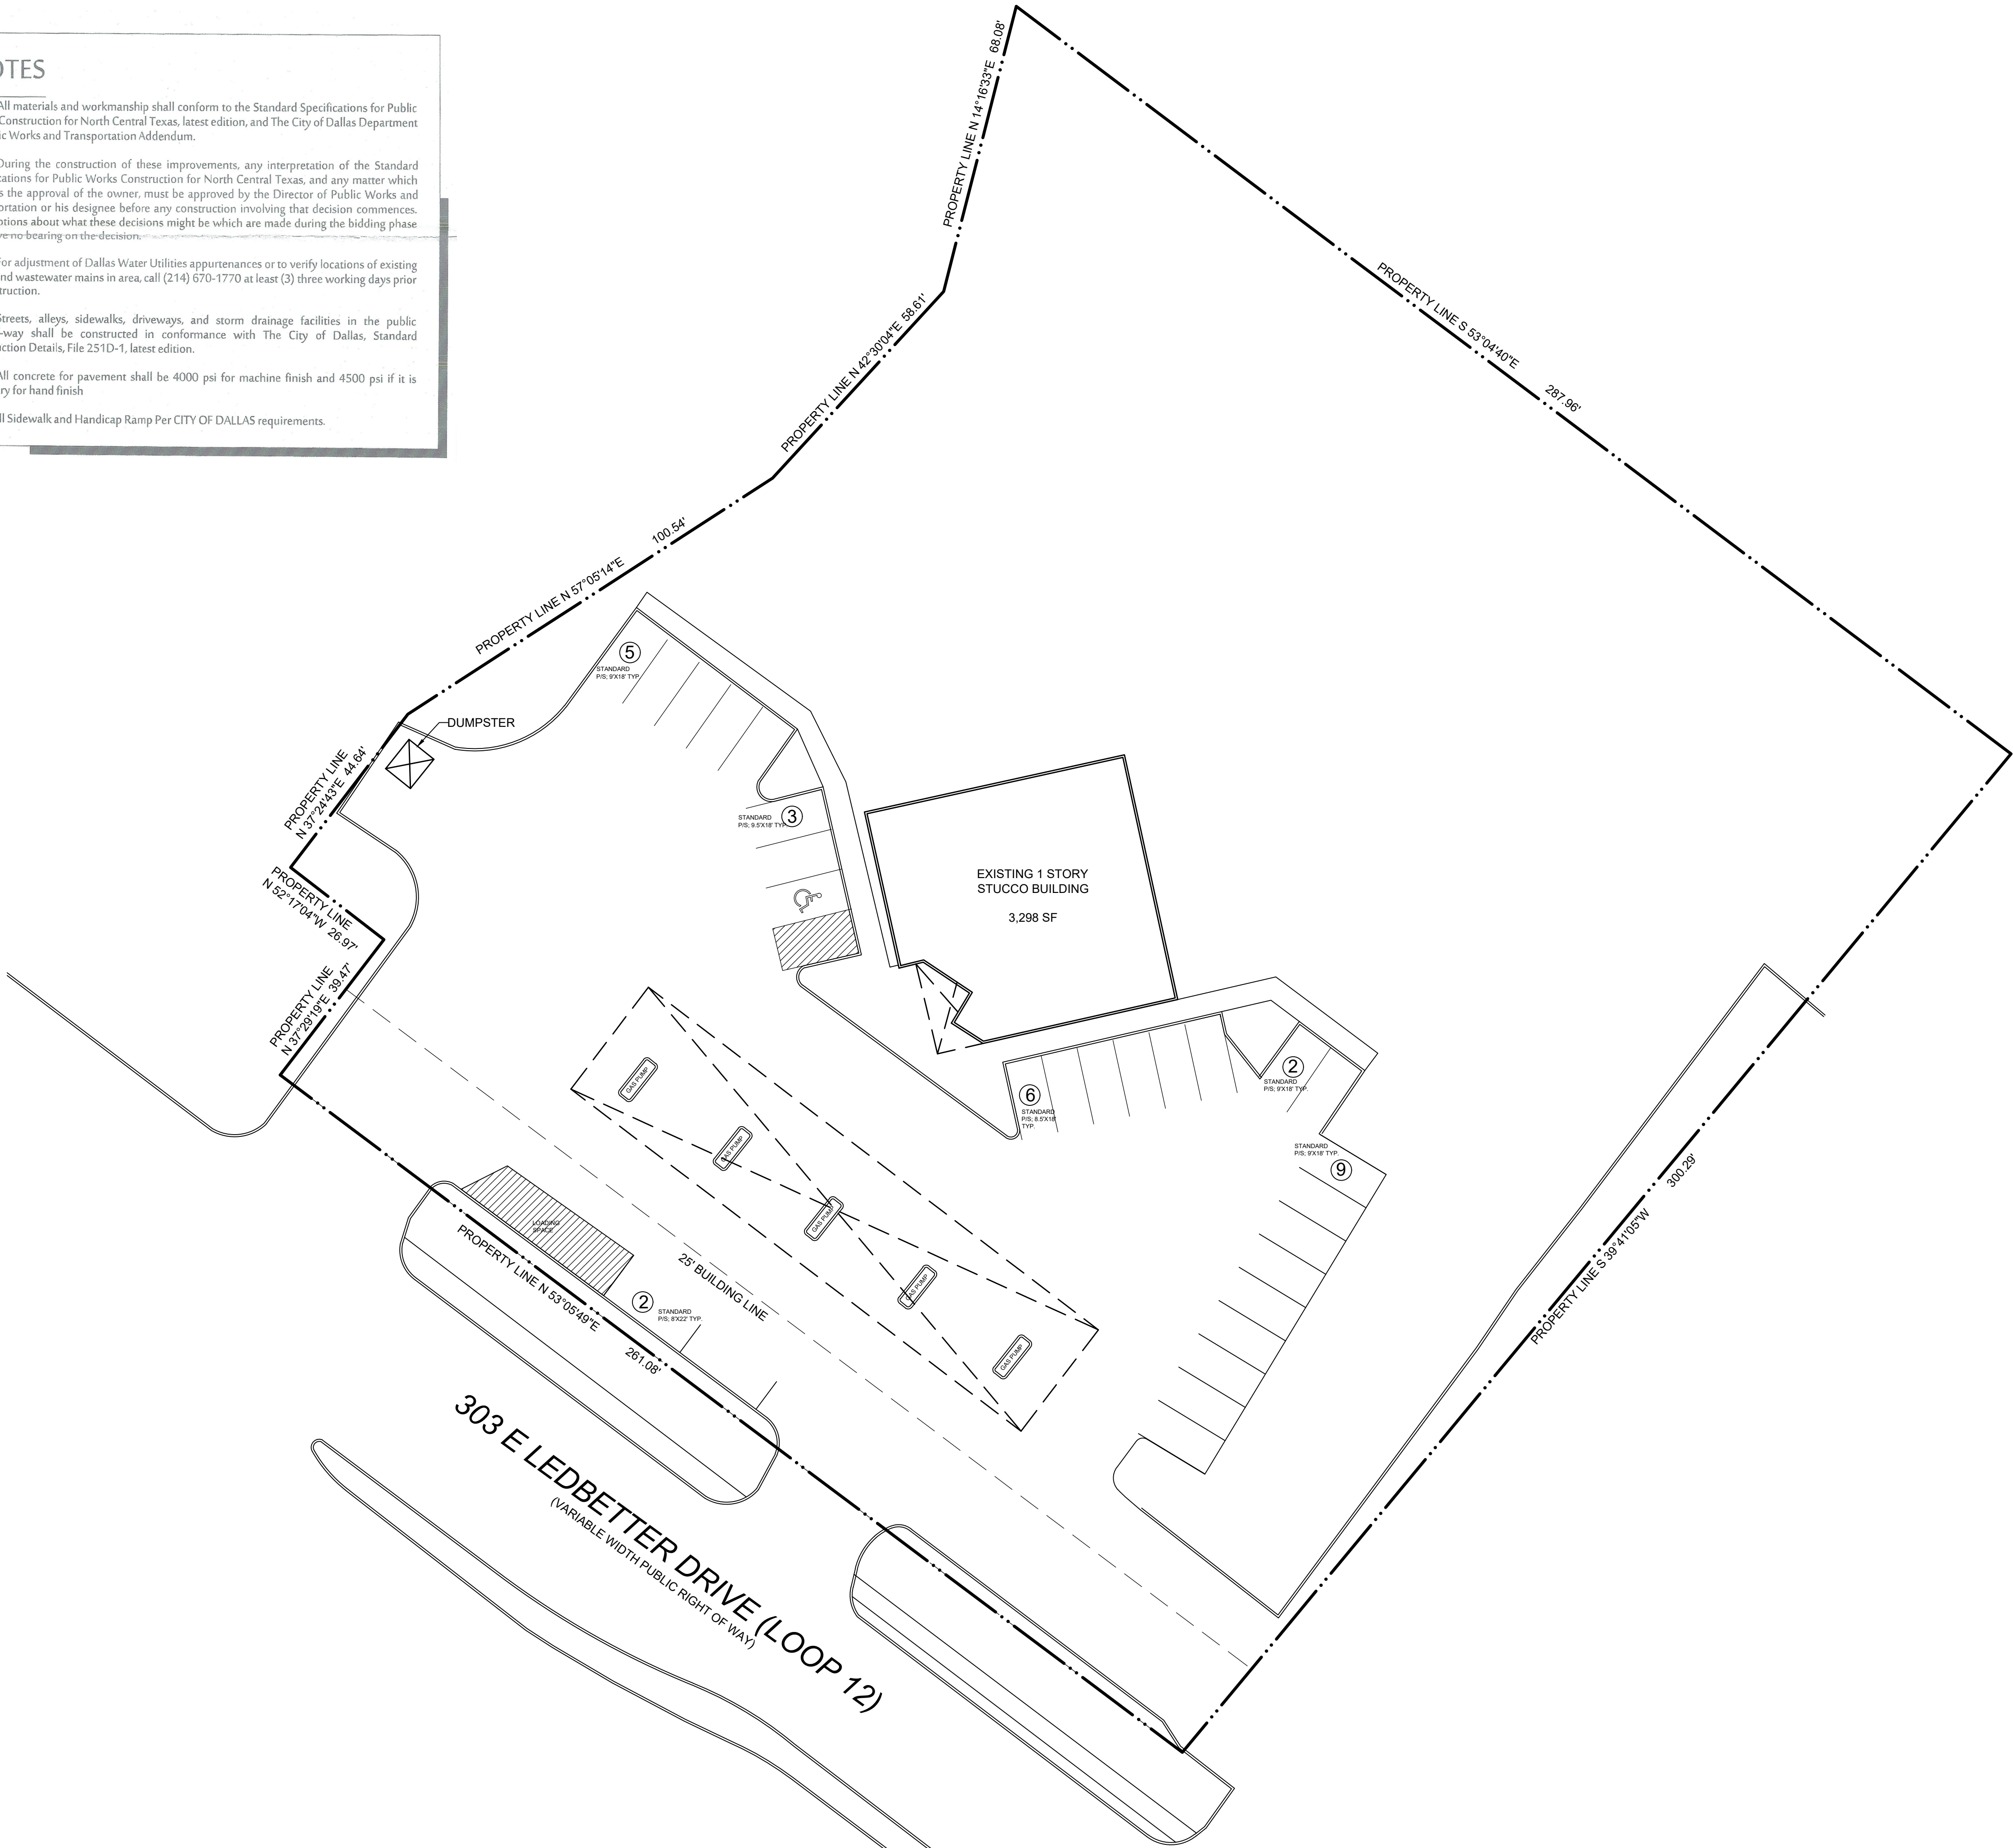 OTES
All materials and workmanship shall conform to the Standard Specifications for Public
Construction for North Central Texas, latest edition, and The City of Dallas Department
ic Works and Transportation Addendum.
During the construction of these improvements, any interpretation of the Standard
cations for Public Works Construction for North Central Texas, and any matter which
s the approval of the owner, must be approved by the Director of Public Works and
ortation or his designee before any construction involving that decision commences.
ptions about what these decisions might be which are made during the bidding phase
ve no bearing on the decision.
For adjustment of Dallas Water Utilities appurtenances or to verify locations of existing
nd wastewater mains in area, call (214) 670-1770 at least (3) three working days prior
truction.
Streets, alleys, sidewalks, driveways, and storm drainage facilities in the public
-way shall be constructed in conformance with The City of Dallas, Standard
uction Details, File 251D-1, latest edition.
All concrete for pavement shall be 4000 psi for machine finish and 4500 psi if it is
ry for hand finish
ll Sidewalk and Handicap Ramp Per CITY OF DALLAS requirements.
PROPERTY LINE N 14°16'33"E 68.08'
PROPERTY LINE S 53°04'40"E 287.96'
PROPERTY LINE N 42°30'04"E 58.61'
PROPERTY LINE N 57°05'14"E 100.54'
5
STANDARD
P/S; 9'X18' TYP.
DUMPSTER
PROPERTY LINE
N 37°24'43"E 44.64'
3
STANDARD
P/S; 9.5'X18' TYP.
EXISTING 1 STORY
STUCCO BUILDING
3,298 SF
PROPERTY LINE
N 52°17'04"W 26.97'
PROPERTY LINE
N 37°29'19"E 39.47'
GAS PUMP
GAS PUMP
GAS PUMP
GAS PUMP
GAS PUMP
6
STANDARD
P/S; 8.5'X18'
TYP.
2
STANDARD
P/S; 9'X18' TYP.
STANDARD
P/S; 9'X18' TYP.
9
PROPERTY LINE S 39°41'05"W 300.29'
LOADING
SPACE
25' BUILDING LINE
2
STANDARD
P/S; 8'X22' TYP.
PROPERTY LINE N 53°05'49"E 261.08'
303 E LEDBETTER DRIVE (LOOP 12)
(VARIABLE WIDTH PUBLIC RIGHT OF WAY)